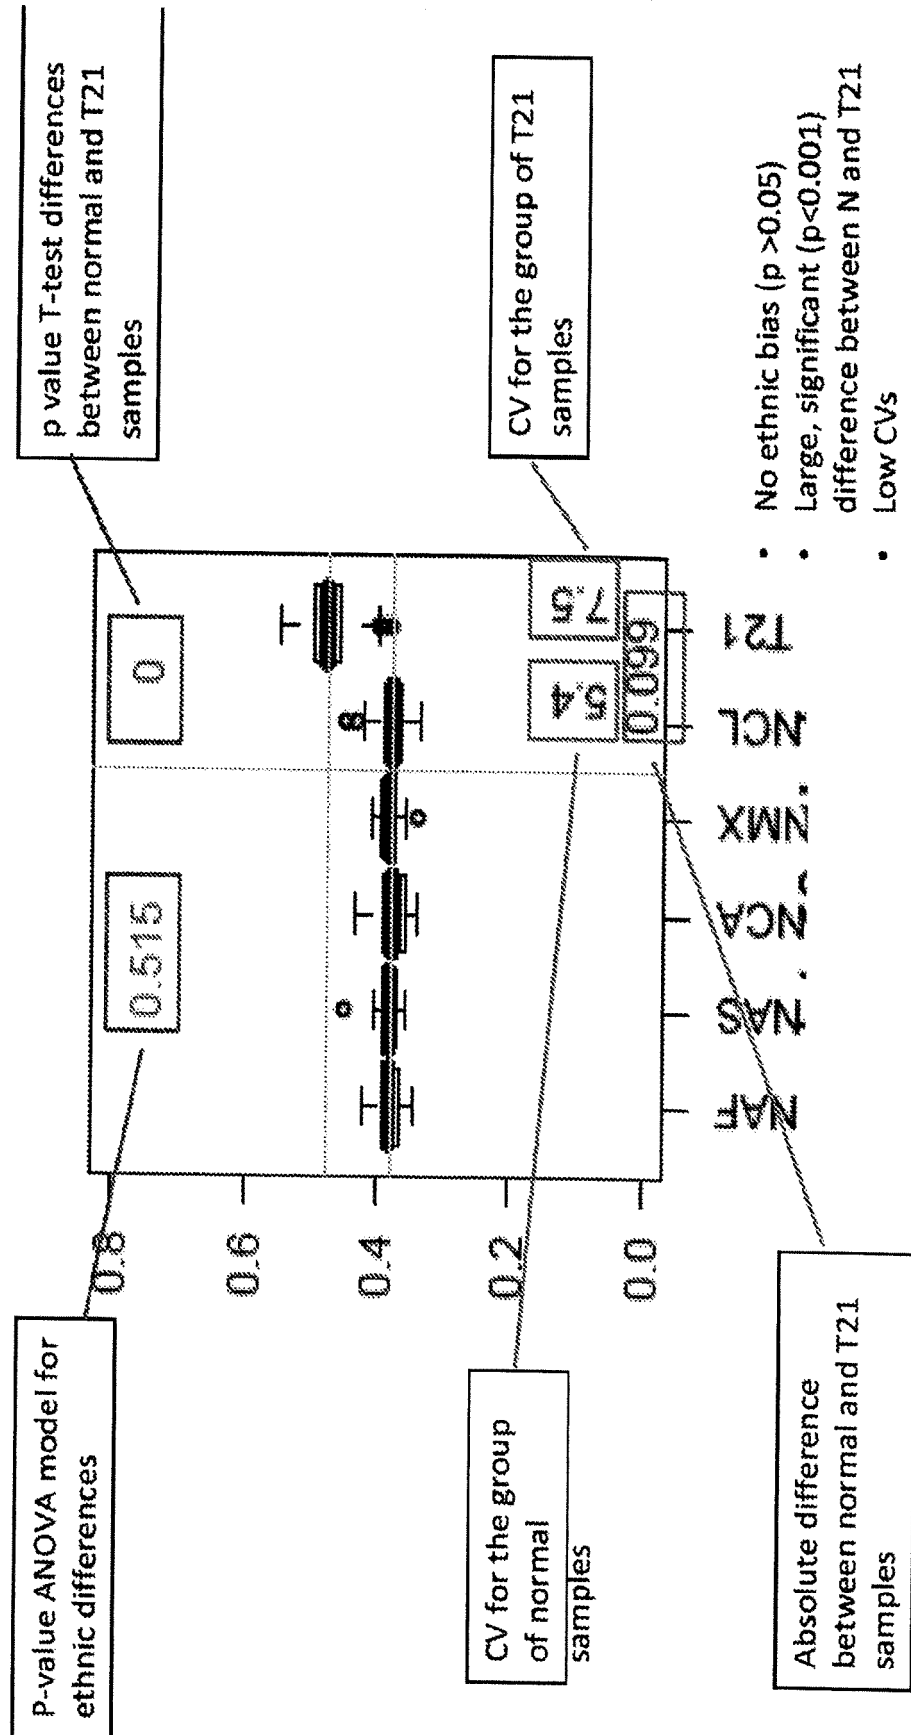 P-value ANOVA model for
ethnic differences
p value T-test differences
between normal and T21
samples
0.515
0
0.8
0.6
0.4
0.2
0.0
5.4
7.5
0.099
NAF
NAS
NCA
NMX
NCL
T21
CV for the group
of normal
samples
CV for the group of T21
samples
Absolute difference
between normal and T21
samples
• No ethnic bias (p >0.05)
• Large, significant (p<0.001)
difference between N and T21
• Low CVs